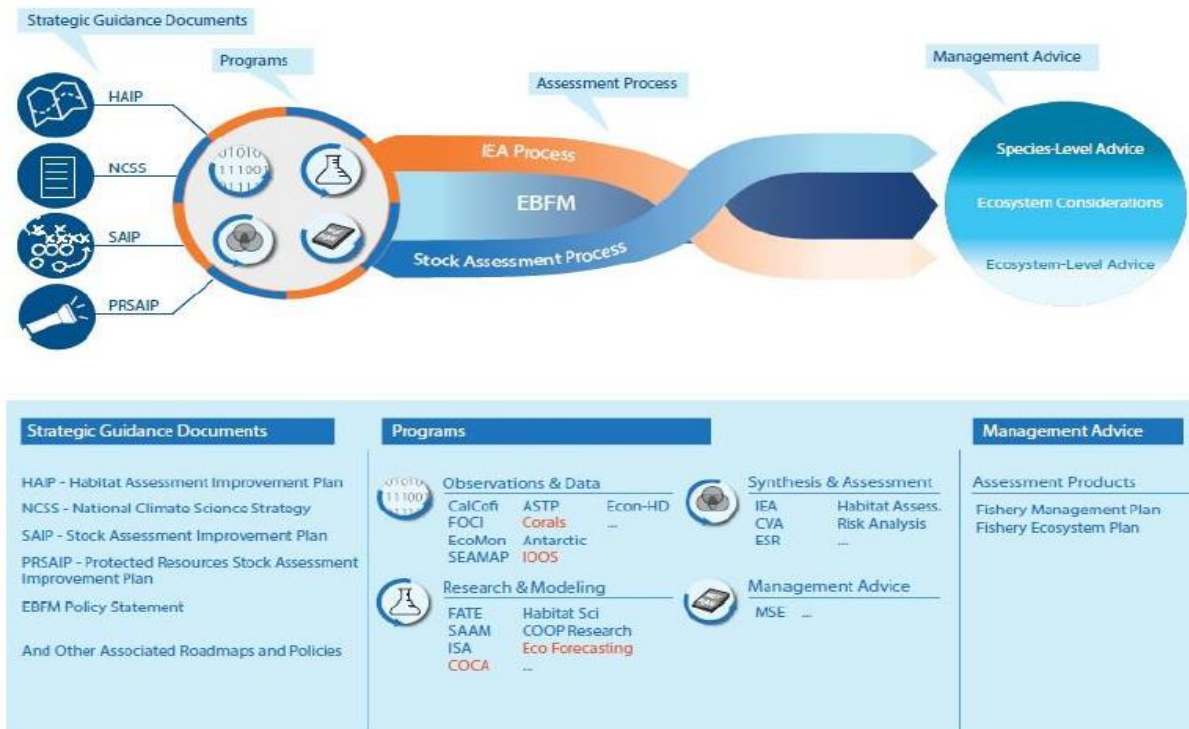 Strategic Guidance Documents
Programs
Assessment Process
Management Advice
HAIP
NCSS
SAIP
PRSAIP
01010
11100
0111
IEA Process
EBFM
Stock Assessment Process
Species-Level Advice
Ecosystem Considerations
Ecosystem-Level Advice
Strategic Guidance Documents
HAIP - Habitat Assessment Improvement Plan
NCSS - National Climate Science Strategy
SAIP - Stock Assessment Improvement Plan
PRSAIP - Protected Resources Stock Assessment
Improvement Plan
EBFM Policy Statement
And Other Associated Roadmaps and Policies
Programs
Observations & Data
CalCofi ASTP Econ-HD
FOCI Corals ...
EcoMon Antarctic
SEAMAP IOOS
Research & Modeling
FATE Habitat Sci
SAAM COOP Research
ISA Eco Forecasting
COCA ...
Synthesis & Assessment
IEA Habitat Assess.
CVA Risk Analysis
ESR ...
Management Advice
MSE ...
Management Advice
Assessment Products
Fishery Management Plan
Fishery Ecosystem Plan